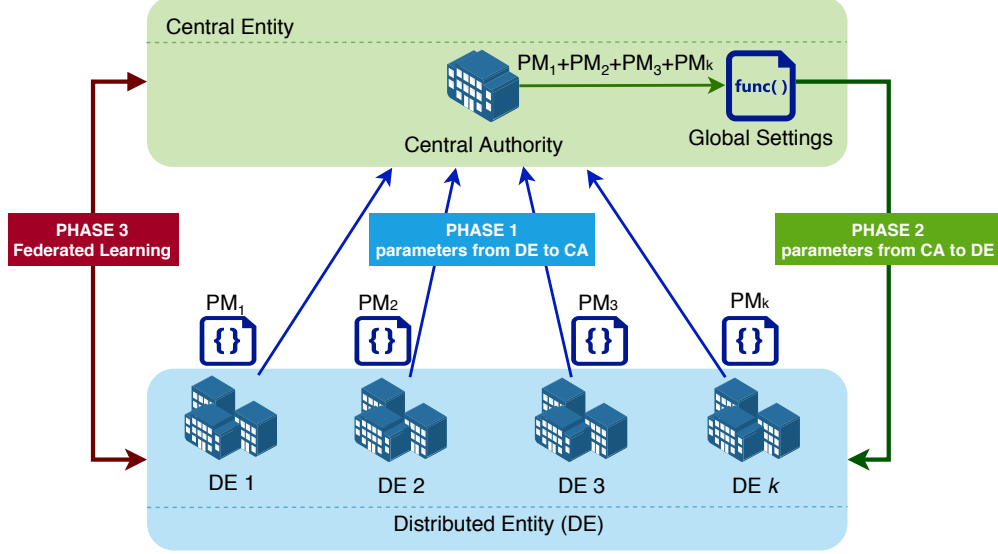 Central Entity
PM₁+PM₂+PM₃+PMₖ
func( )
Central Authority
Global Settings
PHASE 3
Federated Learning
PHASE 1
parameters from DE to CA
PHASE 2
parameters from CA to DE
PM₁
PM₂
PM₃
PMₖ
{}
{}
{}
{}
DE 1
DE 2
DE 3
DE k
Distributed Entity (DE)